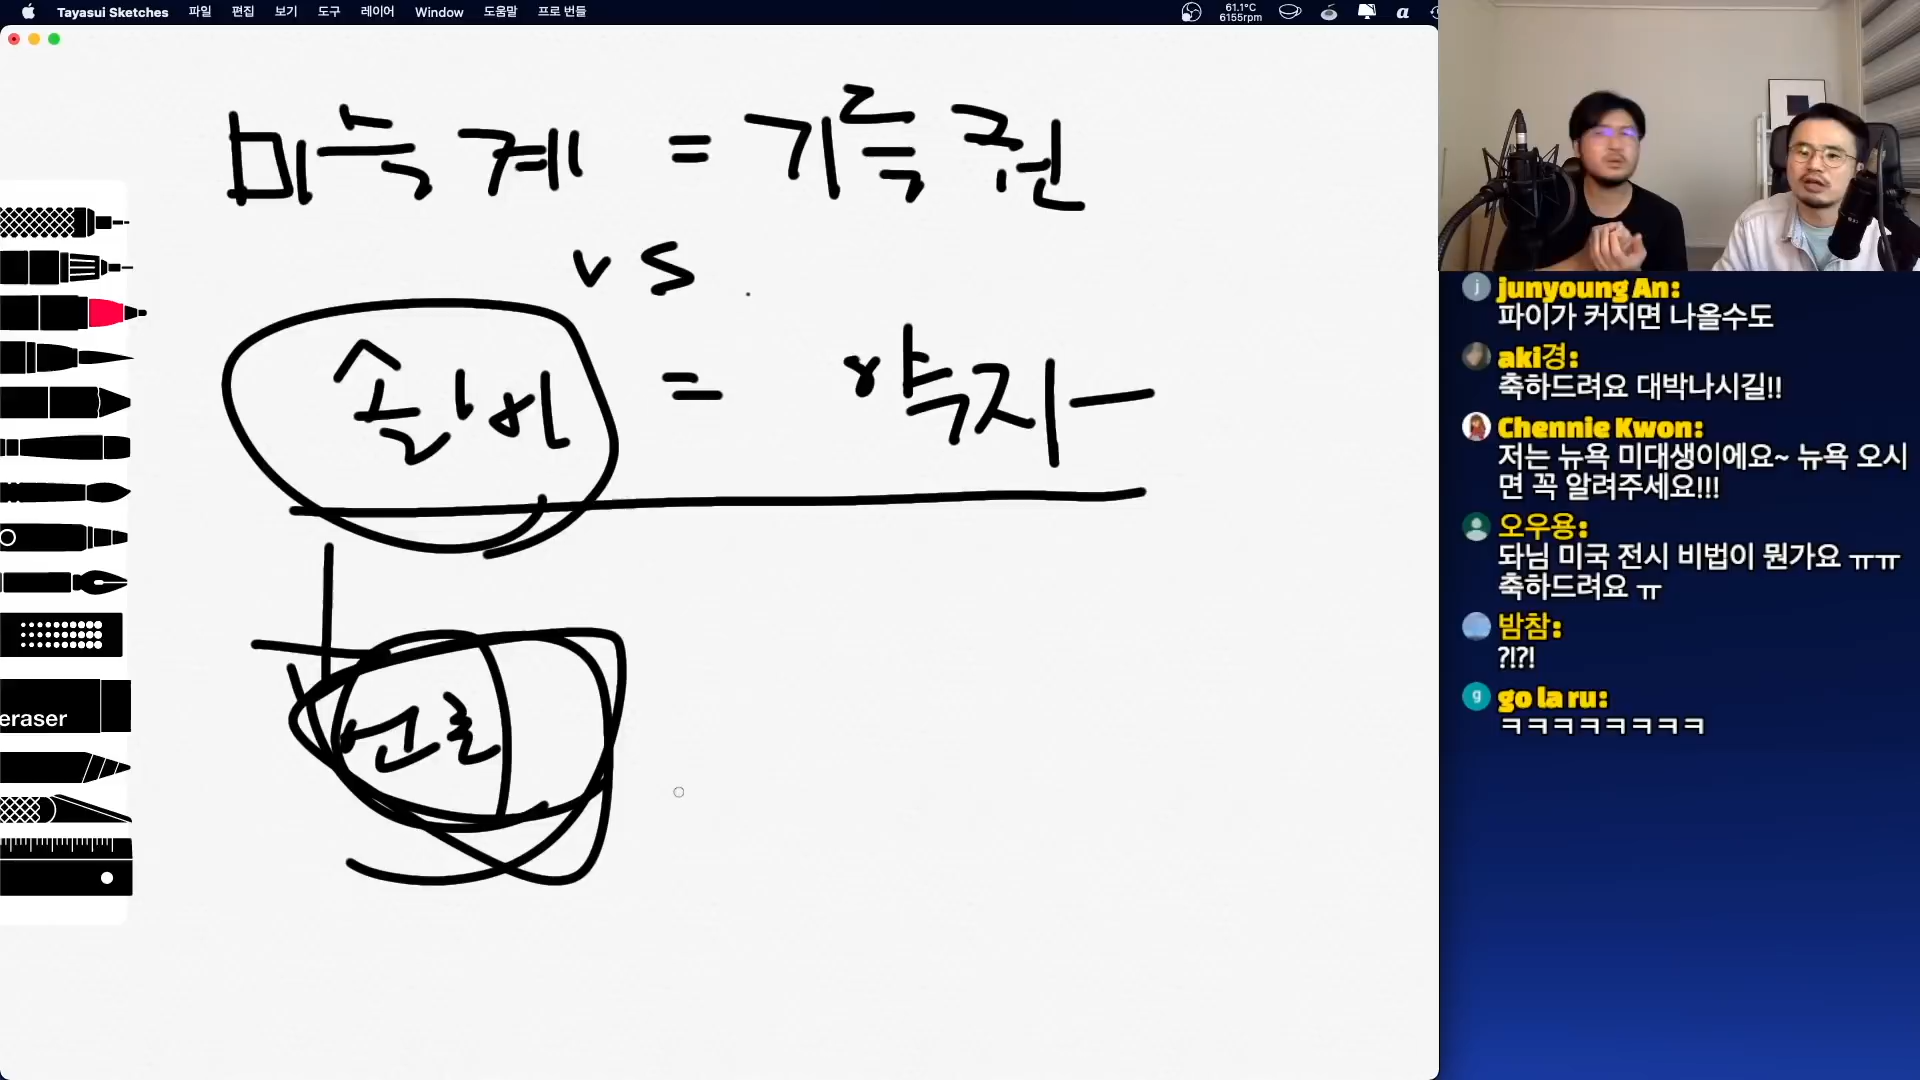 Tayasui Sketches 파일 편집 보기 도구 레이어 Window 도움말 프로 번들
61.1°C
6155rpm
미술계 = 기득권
vs
솔비 = 약자
언론
eraser
junyoung An:
파이가 커지면 나올수도
aki경:
축하드려요 대박나시길!!
Chennie Kwon:
저는 뉴욕 미대생이에요~ 뉴욕 오시
면 꼭 알려주세요!!!
오우용:
돠님 미국 전시 비법이 뭔가요 ㅠㅠ
축하드려요 ㅠ
밤참:
?!?!
go la ru:
ㅋㅋㅋㅋㅋㅋㅋㅋ